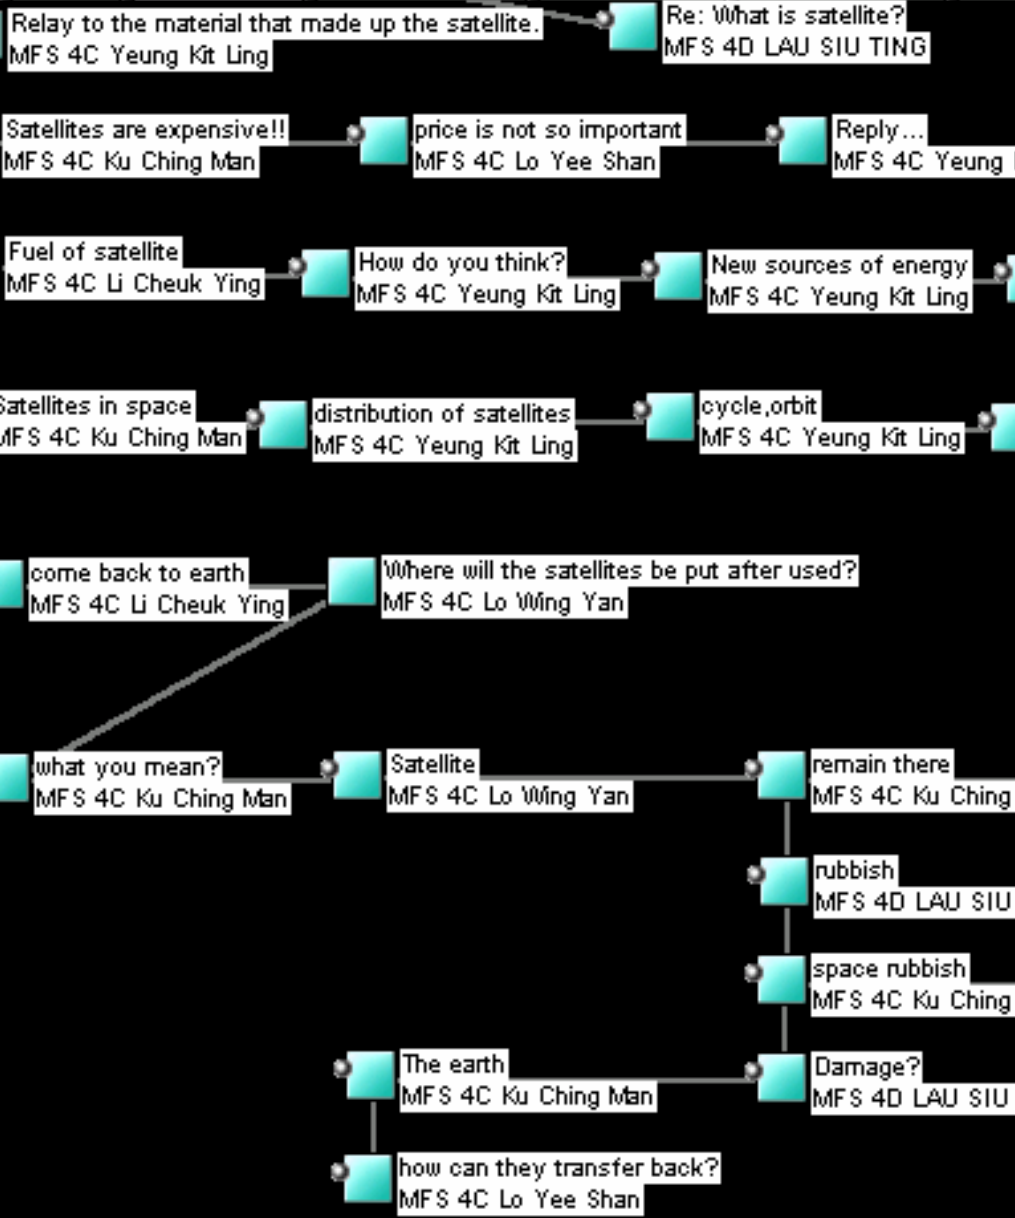 Relay to the material that made up the satellite.
MFS 4C Yeung Kit Ling
Re: What is satellite?
MFS 4D LAU SIU TING
Satellites are expensive!!
MFS 4C Ku Ching Man
price is not so important
MFS 4C Lo Yee Shan
Reply...
MFS 4C Yeung
Fuel of satellite
MFS 4C Li Cheuk Ying
How do you think?
MFS 4C Yeung Kit Ling
New sources of energy
MFS 4C Yeung Kit Ling
Satellites in space
MFS 4C Ku Ching Man
distribution of satellites
MFS 4C Yeung Kit Ling
cycle,orbit
MFS 4C Yeung Kit Ling
come back to earth
MFS 4C Li Cheuk Ying
Where will the satellites be put after used?
MFS 4C Lo Wing Yan
what you mean?
MFS 4C Ku Ching Man
Satellite
MFS 4C Lo Wing Yan
remain there
MFS 4C Ku Ching
rubbish
MFS 4D LAU SIU
space rubbish
MFS 4C Ku Ching
The earth
MFS 4C Ku Ching Man
Damage?
MFS 4D LAU SIU
how can they transfer back?
MFS 4C Lo Yee Shan